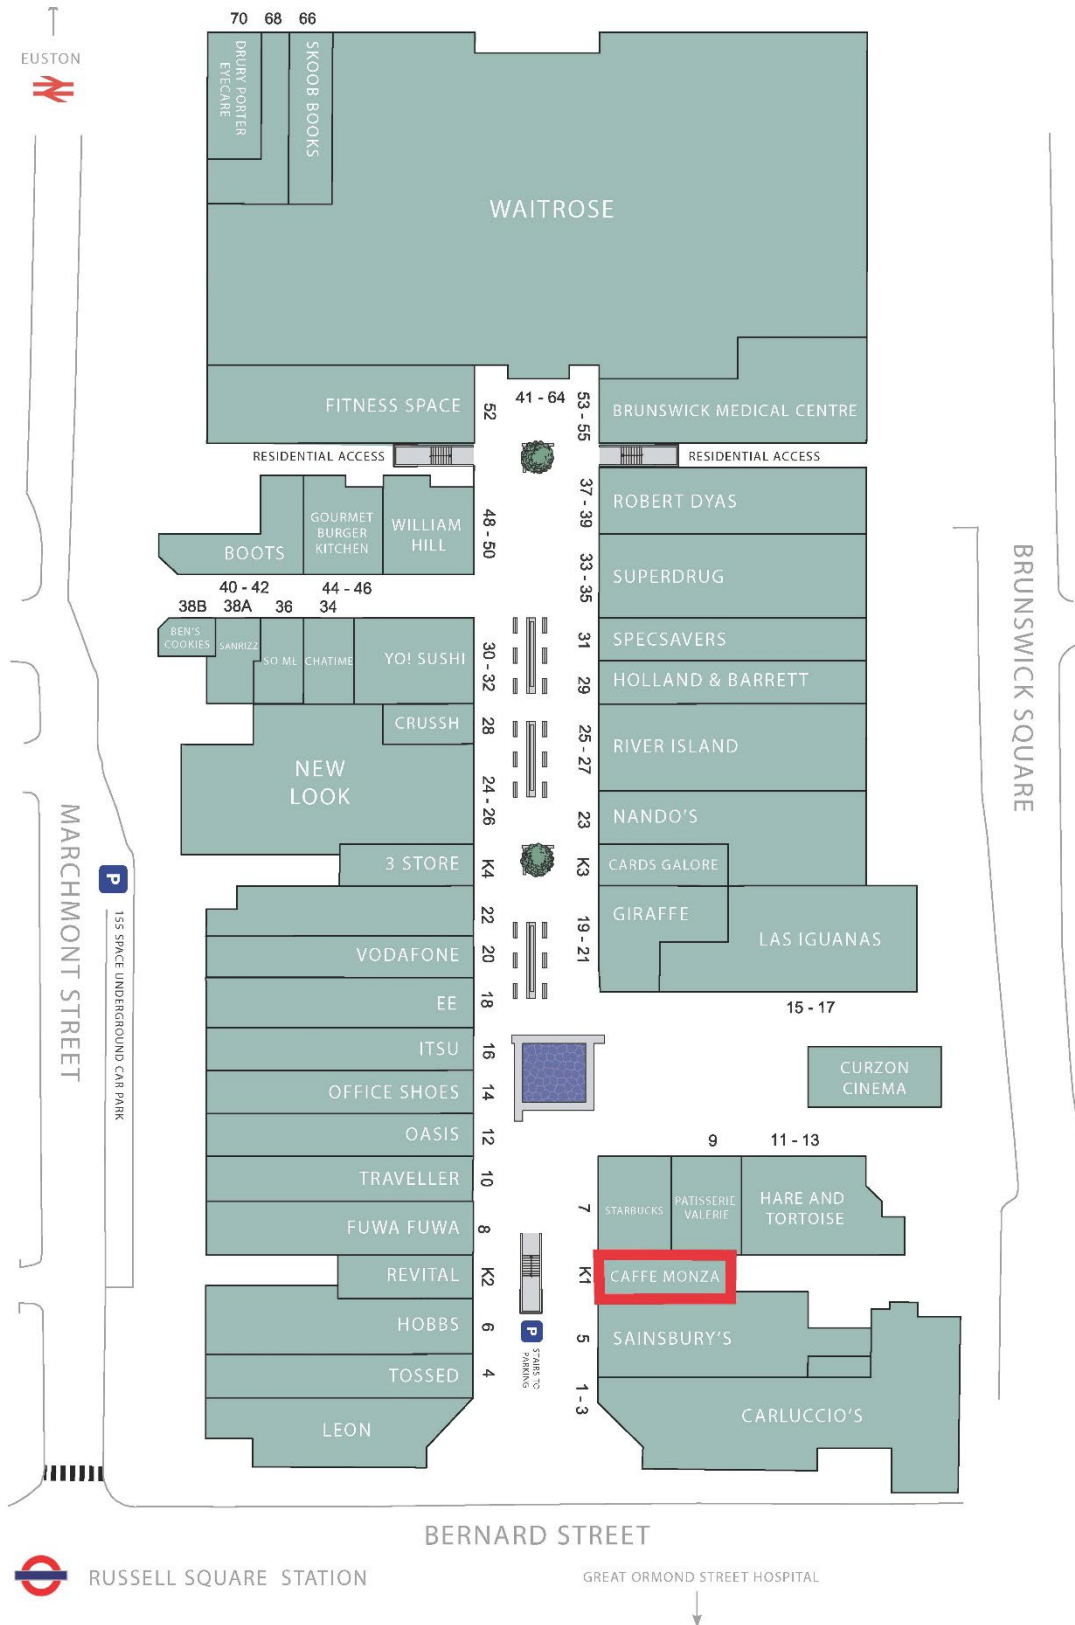 70 68 66
EUSTON
DRURY PORTER
EYECARE
SKOOB BOOKS
WAITROSE
FITNESS SPACE
52
41 - 64
53 - 55
BRUNSWICK MEDICAL CENTRE
RESIDENTIAL ACCESS
RESIDENTIAL ACCESS
BOOTS
GOURMET
BURGER
KITCHEN
WILLIAM
HILL
48 - 50
37 - 39
ROBERT DYAS
33 - 35
SUPERDRUG
40 - 42
44 - 46
38B
38A
36
34
BEN'S
COOKIES
SANRIZZ
SO ME
CHATIME
YO! SUSHI
30 - 32
31
SPECSAVERS
29
HOLLAND & BARRETT
CRUSSH
28
NEW
LOOK
24 - 26
25 - 27
RIVER ISLAND
23
NANDO'S
3 STORE
K4
K3
CARDS GALORE
22
19 - 21
GIRAFFE
LAS IGUANAS
VODAFONE
20
EE
18
15 - 17
ITSU
16
CURZON
CINEMA
OFFICE SHOES
14
OASIS
12
9
11 - 13
TRAVELLER
10
7
STARBUCKS
PATISSERIE
VALERIE
HARE AND
TORTOISE
FUWA FUWA
8
REVITAL
K2
K1
CAFFE MONZA
HOBBS
6
P
STAIRS TO
PARKING
5
SAINSBURY'S
TOSSED
4
1 - 3
CARLUCCIO'S
LEON
MARCHMONT STREET
P
155 SPACE UNDERGROUND CAR PARK
BRUNSWICK SQUARE
BERNARD STREET
RUSSELL SQUARE STATION
GREAT ORMOND STREET HOSPITAL